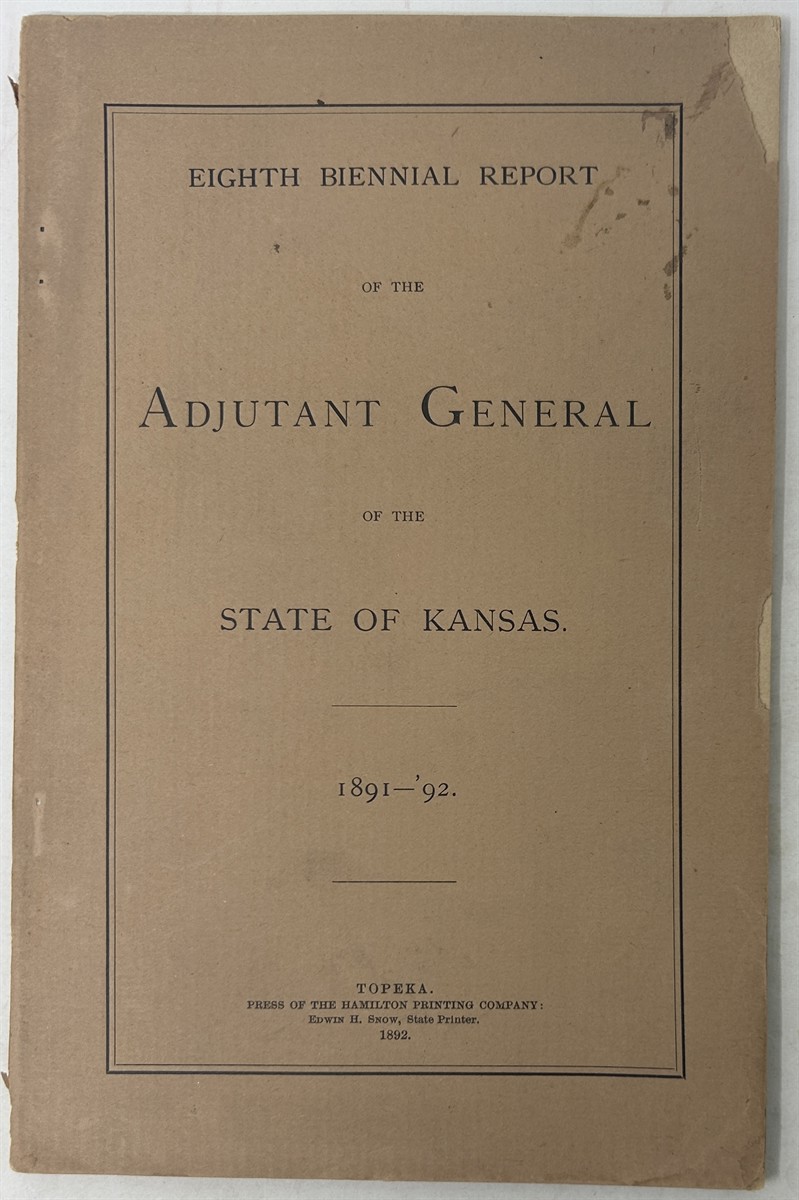 EIGHTH BIENNIAL REPORT
OF THE
ADJUTANT GENERAL
OF THE
STATE OF KANSAS.
1891—'92.
TOPEKA.
PRESS OF THE HAMILTON PRINTING COMPANY:
EDWIN H. SNOW, State Printer.
1892.